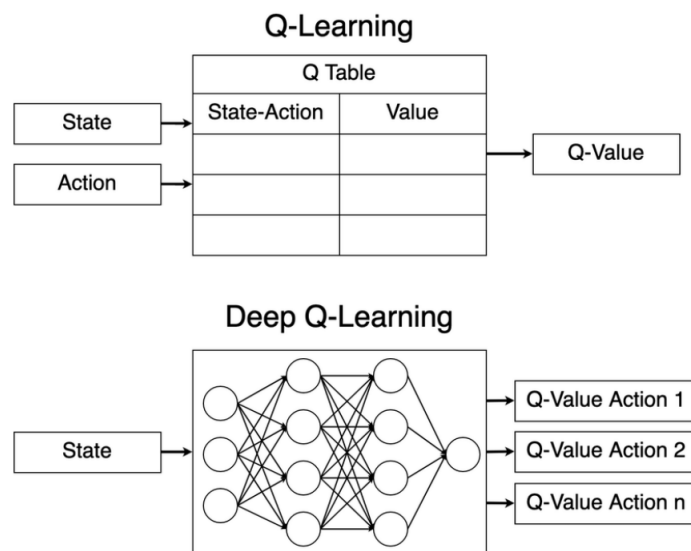 Q-Learning
Q Table
State-Action Value
State
Action
Q-Value
Deep Q-Learning
State
Q-Value Action 1
Q-Value Action 2
Q-Value Action n